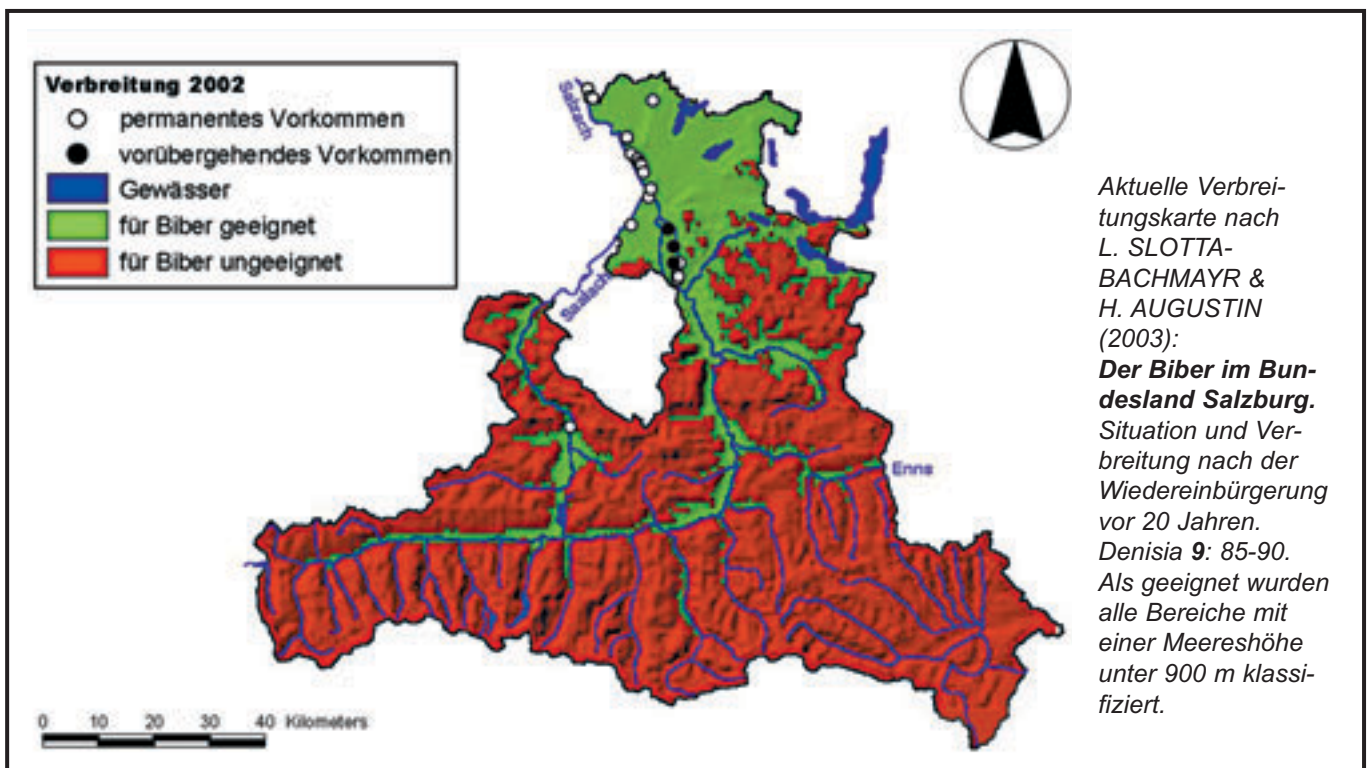 Verbreitung 2002
permanentes Vorkommen
vorübergehendes Vorkommen
Gewässer
für Biber geeignet
für Biber ungeeignet
Salzach
Saalach
Enns
0 10 20 30 40 Kilometers
Aktuelle Verbrei-
tungskarte nach
L. SLOTTA-
BACHMAYR &
H. AUGUSTIN
(2003):
Der Biber im Bun-
desland Salzburg.
Situation und Ver-
breitung nach der
Wiedereinbürgerung
vor 20 Jahren.
Denisia 9: 85-90.
Als geeignet wurden
alle Bereiche mit
einer Meereshöhe
unter 900 m klassi-
fiziert.